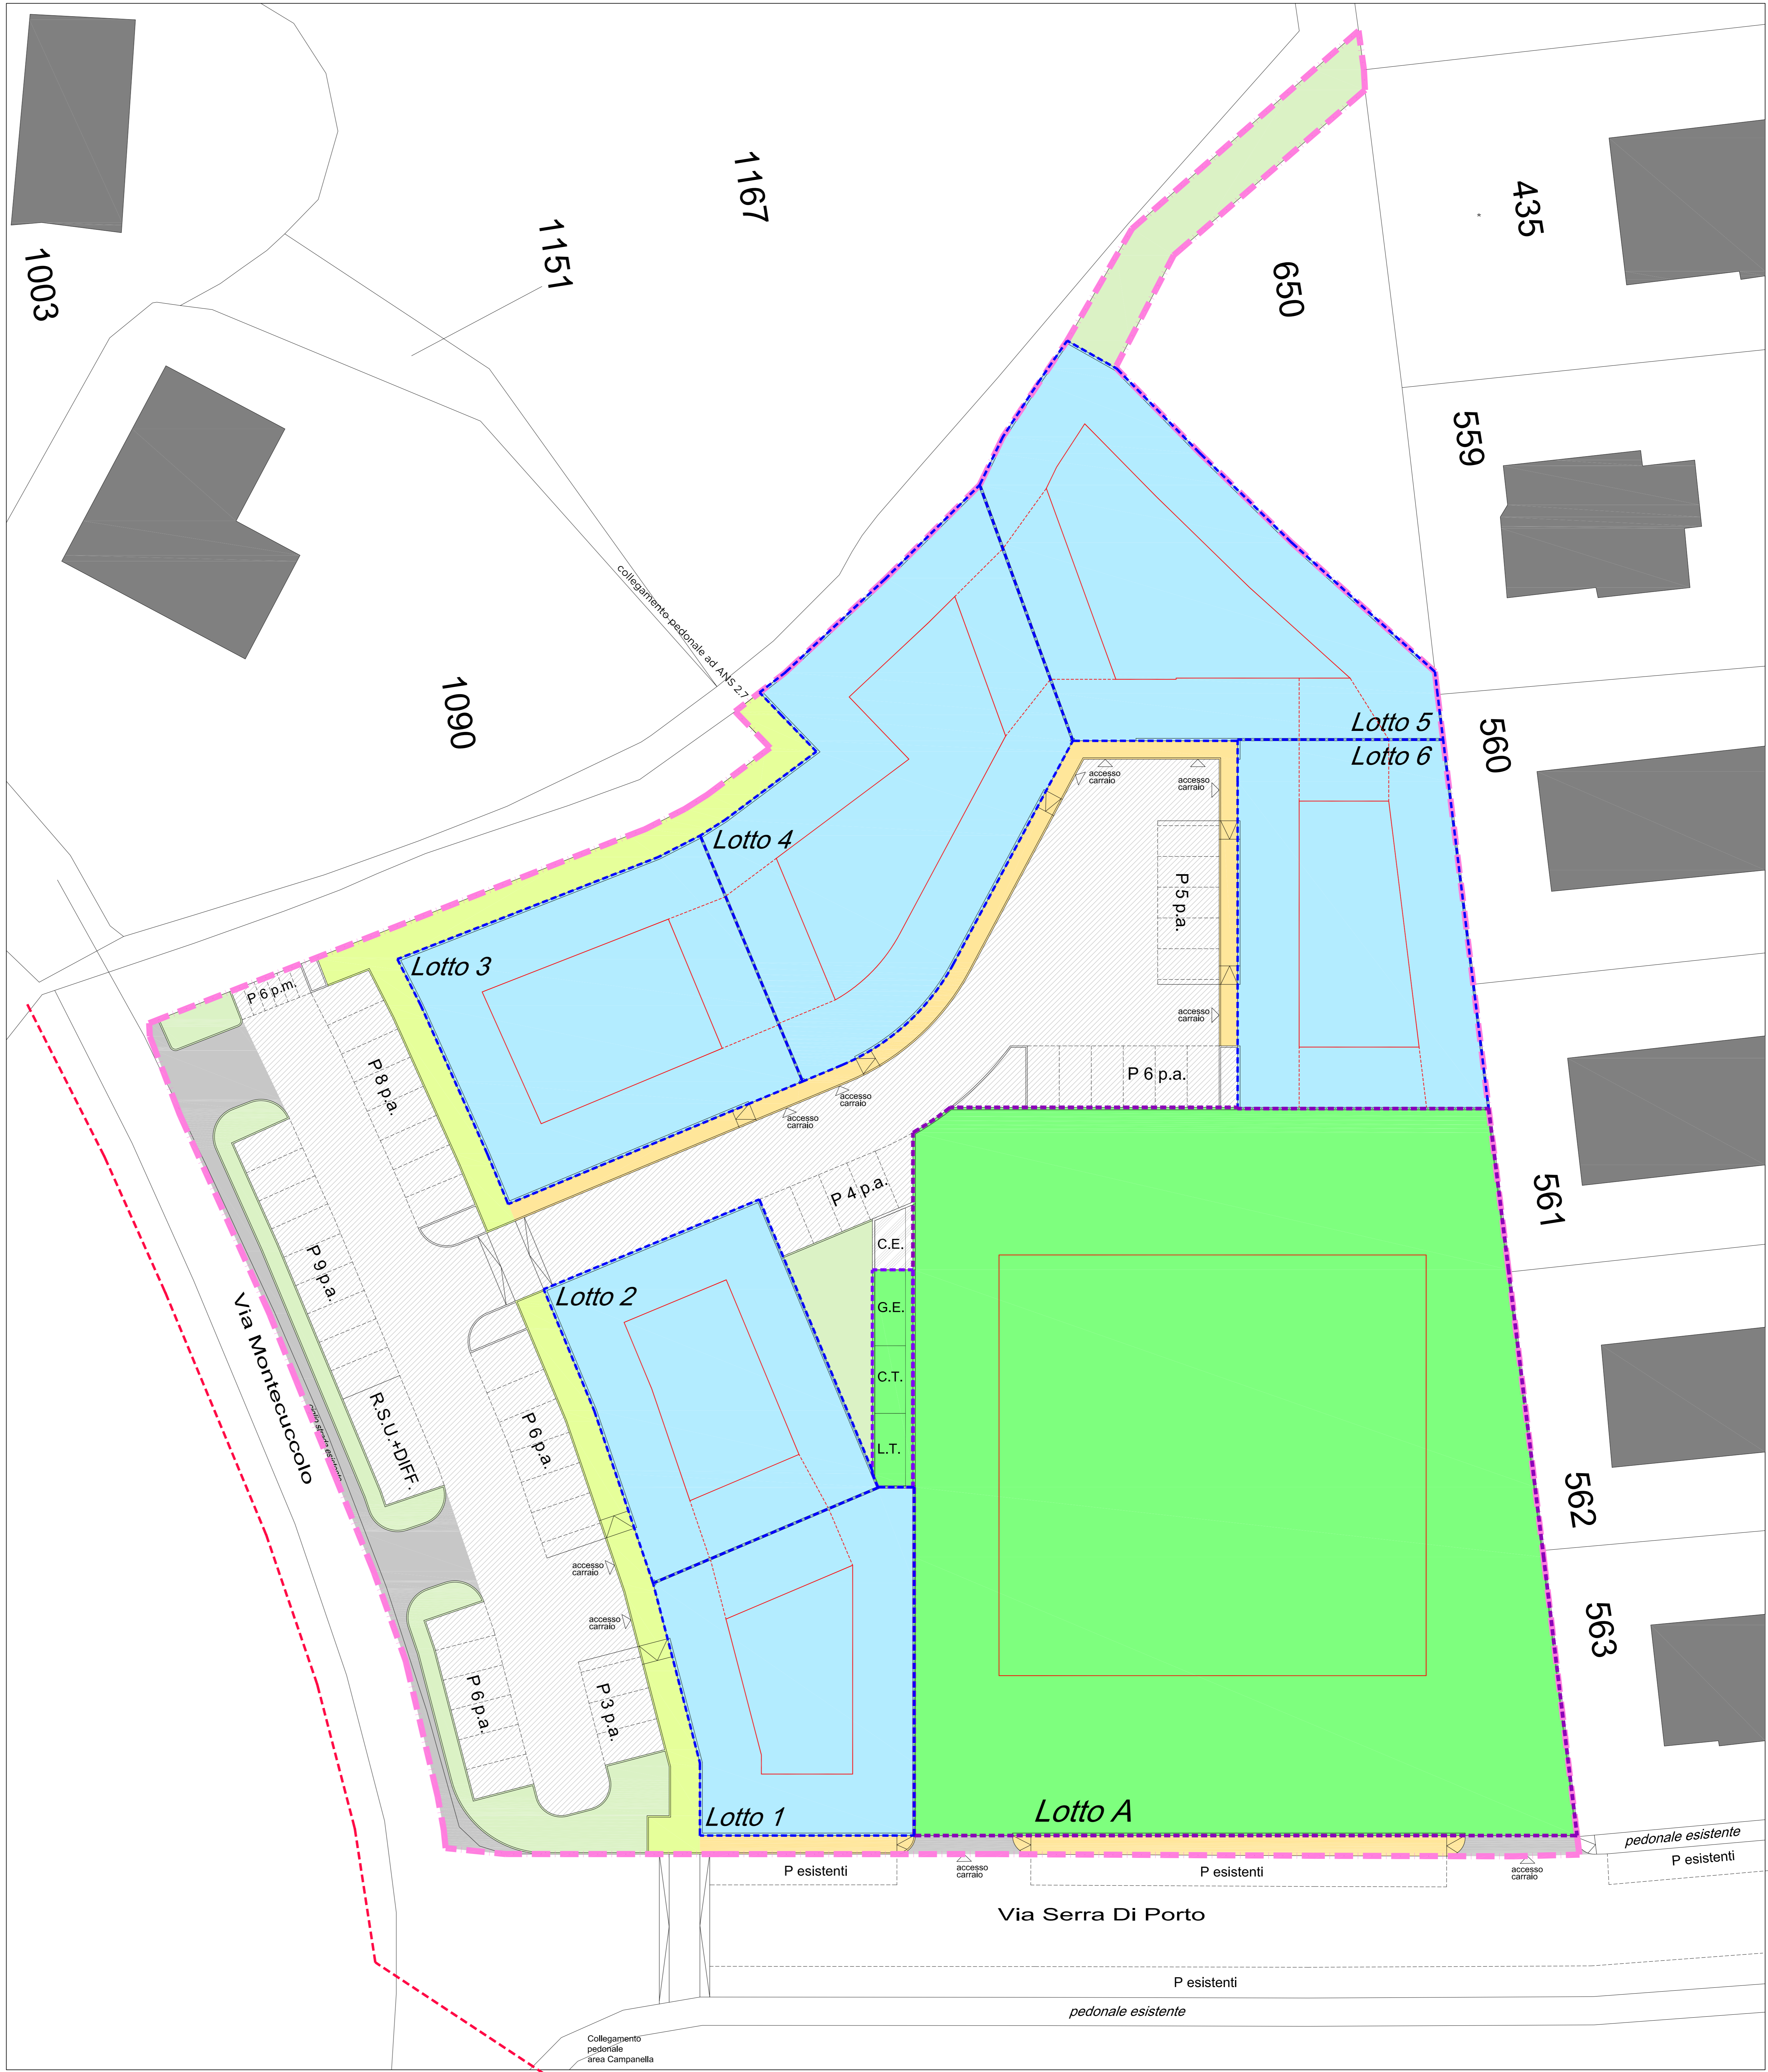 1167
1151
1003
435
650
559
1090
560
561
562
563
collegamento pedonale ad ANS 2.7
Lotto 5
Lotto 6
Lotto 4
Lotto 3
Lotto 2
Lotto 1
Lotto A
accesso
carraio
accesso
carraio
P 5 p.a.
accesso
carraio
P 6 p.a.
accesso
carraio
accesso
carraio
P 6 p.m.
P 8 p.a.
P 9 p.a.
P 4 p.a.
C.E.
G.E.
C.T.
L.T.
R.S.U.+DIFF.
P 6 p.a.
accesso
carraio
accesso
carraio
P 6 p.a.
P 3 p.a.
Via Montecuccolo
P esistenti
accesso
carraio
P esistenti
accesso
carraio
pedonale esistente
P esistenti
Via Serra Di Porto
P esistenti
pedonale esistente
Collegamento
pedonale
area Campanella